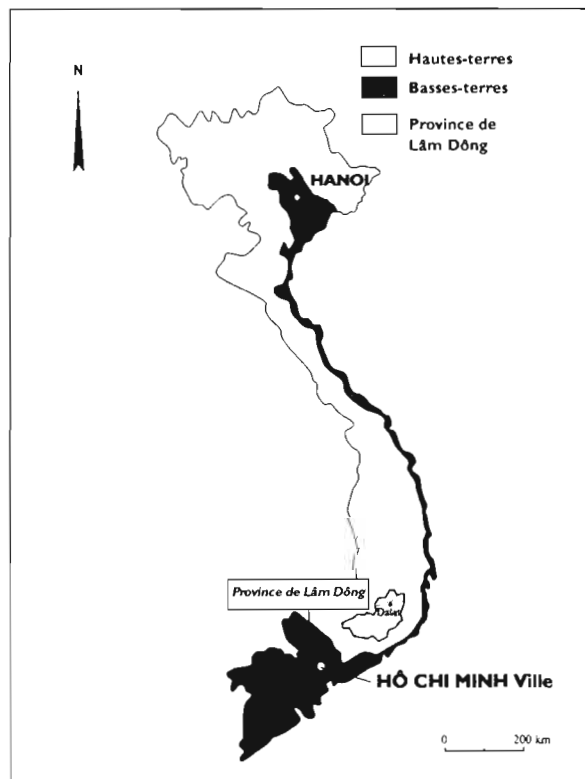 Hautes-terres
N
Basses-terres
Province de
Lâm Dông
HANOI
Province de Lâm Dông
Dalat
HÔ CHI MINH Ville
0 200 km